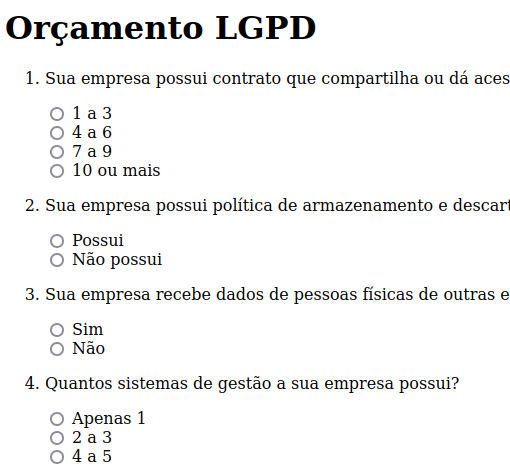 Orçamento LGPD
1. Sua empresa possui contrato que compartilha ou dá
1 a 3
4 a 6
7 a 9
10 ou mais
2. Sua empresa possui política de armazenamento e
Possui
Não possui
3. Sua empresa recebe dados de pessoas físicas de outras
Sim
Não
4. Quantos sistemas de gestão a sua empresa possui?
Apenas 1
2 a 3
4 a 5